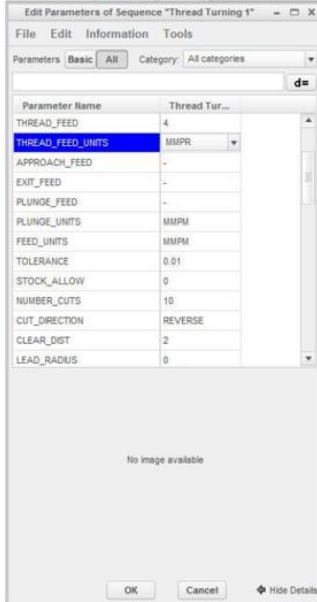 Edit Parameters of Sequence "Thread Turning 1"
File Edit Information Tools
Parameters Basic All Category: All categories
d=
Parameter Name Thread Tur...
THREAD_FEED 4
THREAD_FEED_UNITS MMPR
APPROACH_FEED -
EXIT_FEED -
PLUNGE_FEED -
PLUNGE_UNITS MMPM
FEED_UNITS MMPM
TOLERANCE 0.01
STOCK_ALLOW 0
NUMBER_CUTS 10
CUT_DIRECTION REVERSE
CLEAR_DIST 2
LEAD_RADIUS 0
No image available
OK Cancel Hide Details